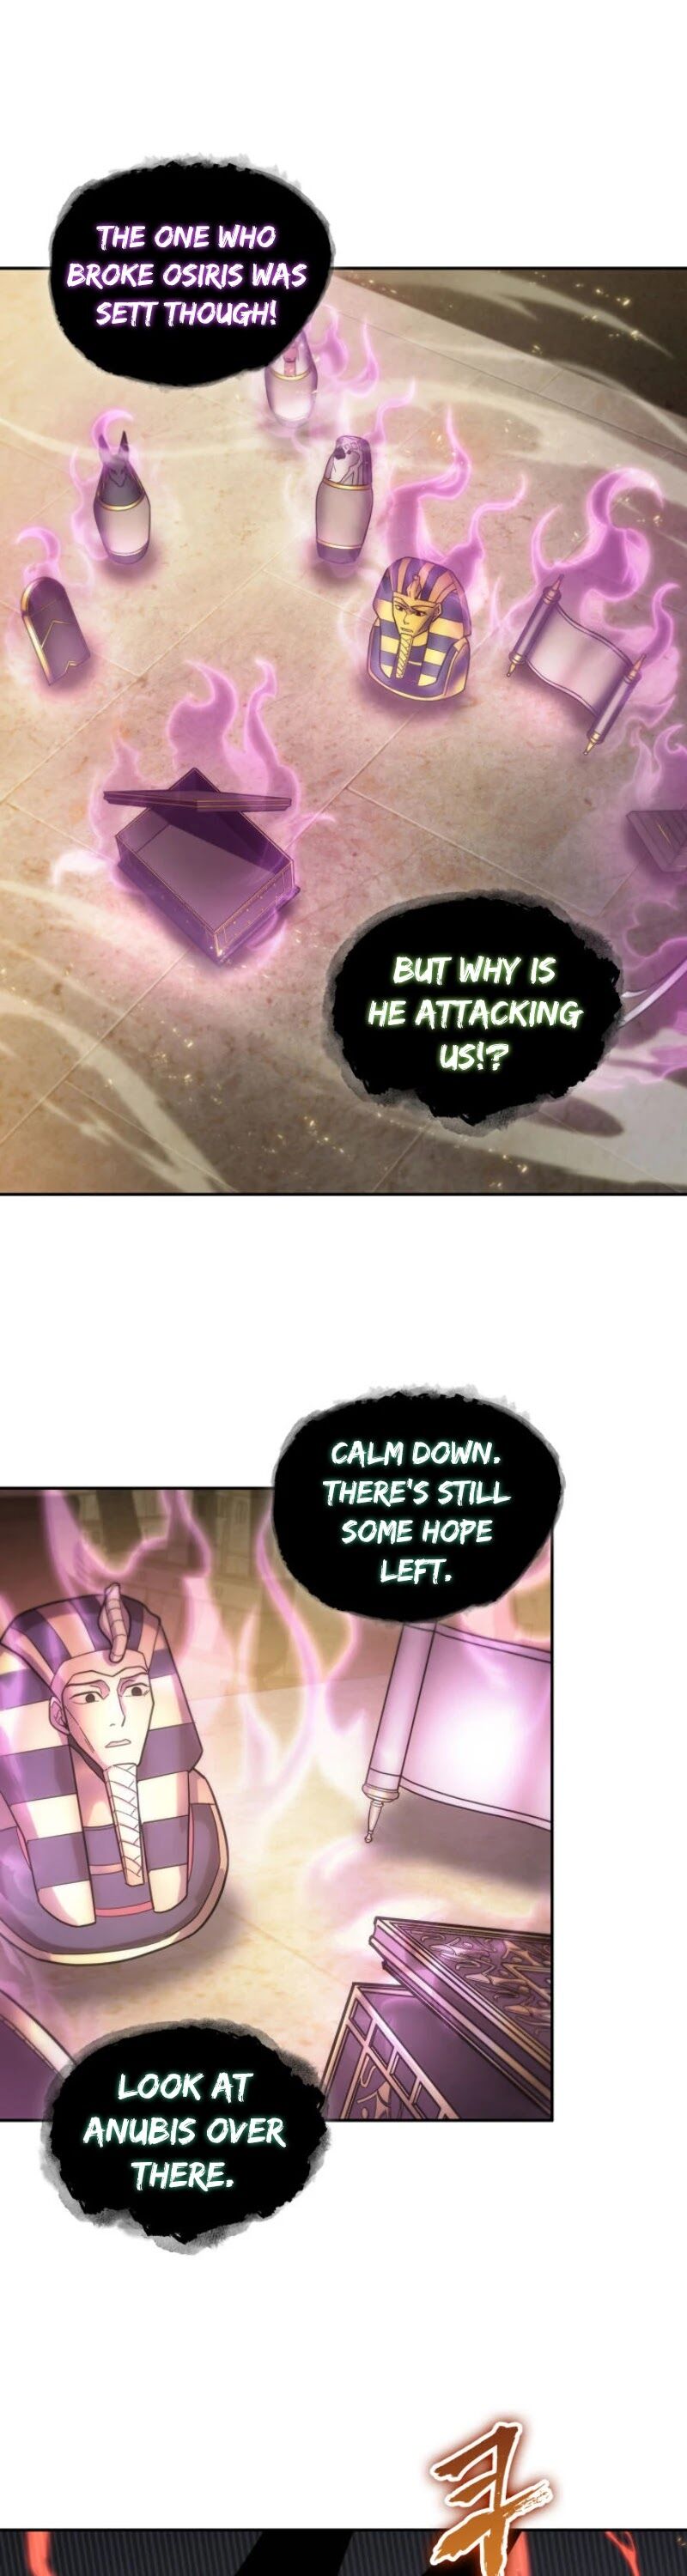 THE ONE WHO
BROKE OSIRIS WAS
SETT THOUGH!
BUT WHY IS
HE ATTACKING
US!?
CALM DOWN.
THERE'S STILL
SOME HOPE
LEFT.
LOOK AT
ANUBIS OVER
THERE.
쿠